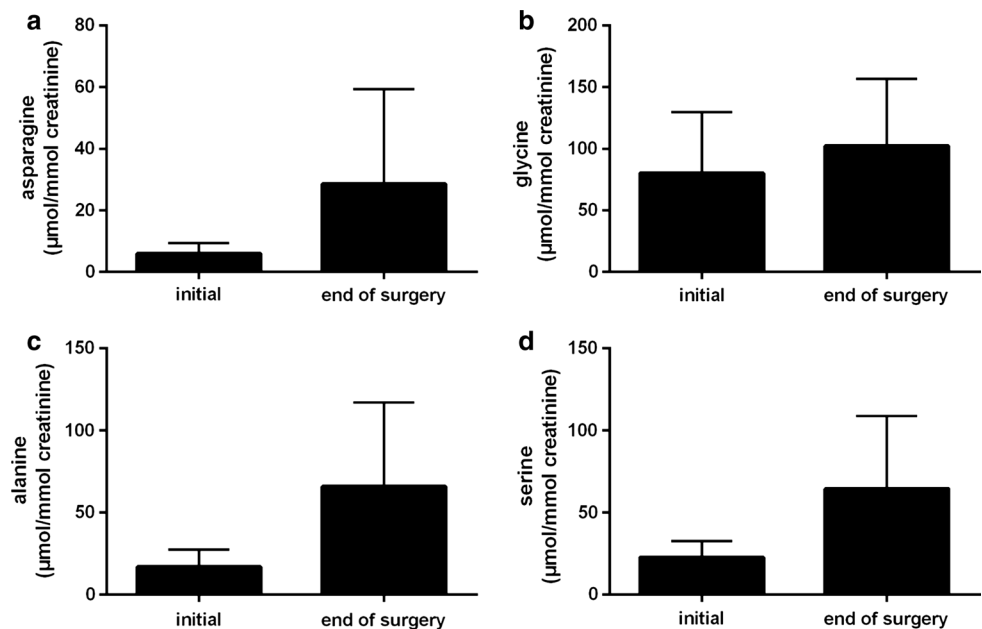 a
asparagine
(µmol/mmol creatinine)
80
60
40
20
0
initial
end of surgery
b
glycine
(µmol/mmol creatinine)
200
150
100
50
0
initial
end of surgery
c
alanine
(µmol/mmol creatinine)
150
100
50
0
initial
end of surgery
d
serine
(µmol/mmol creatinine)
150
100
50
0
initial
end of surgery